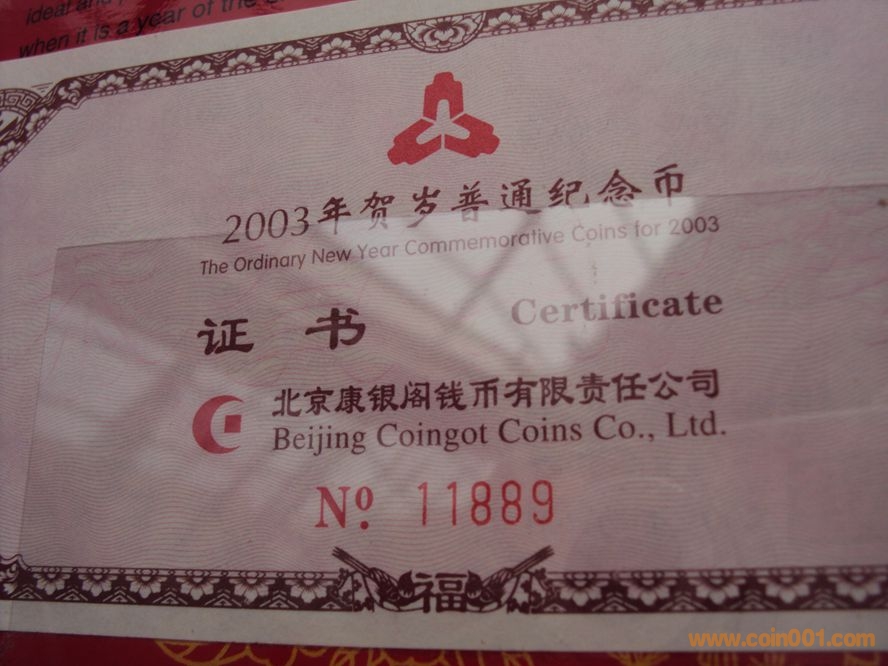 ideal and
when it is a year of the
2003年贺岁普通纪念币
The Ordinary New Year Commemorative Coins for 2003
证书
Certificate
北京康银阁钱币有限责任公司
Beijing Coingot Coins Co., Ltd.
Nº. 11889
福
www.coin001.com